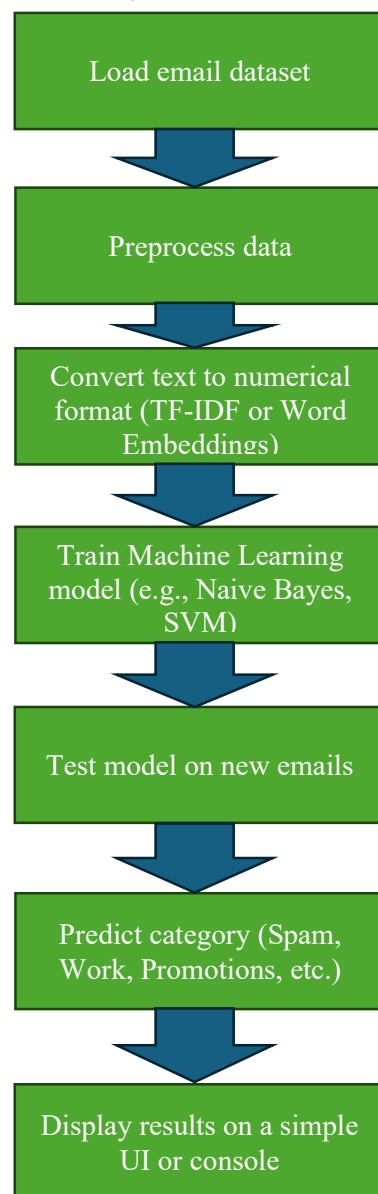 Load email dataset
Preprocess data
Convert text to numerical
format (TF-IDF or Word
Embeddings)
Train Machine Learning
model (e.g., Naive Bayes,
SVM)
Test model on new emails
Predict category (Spam,
Work, Promotions, etc.)
Display results on a simple
UI or console